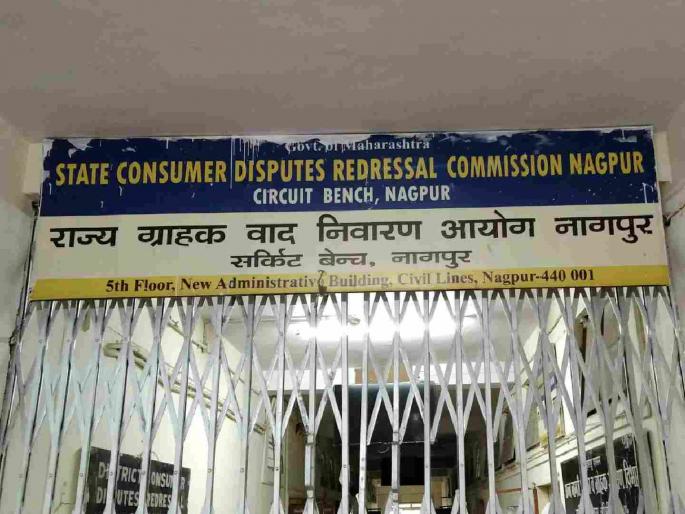 Govt. of Maharashtra
STATE CONSUMER DISPUTES REDRESSAL COMMISSION NAGPUR
CIRCUIT BENCH, NAGPUR
राज्य ग्राहक वाद निवारण आयोग नागपुर
सर्किट बेन्च, नागपुर
5th Floor, New Administrative Building, Civil Lines, Nagpur-440 001
DISTRICT CONSUMER
DISPUTES